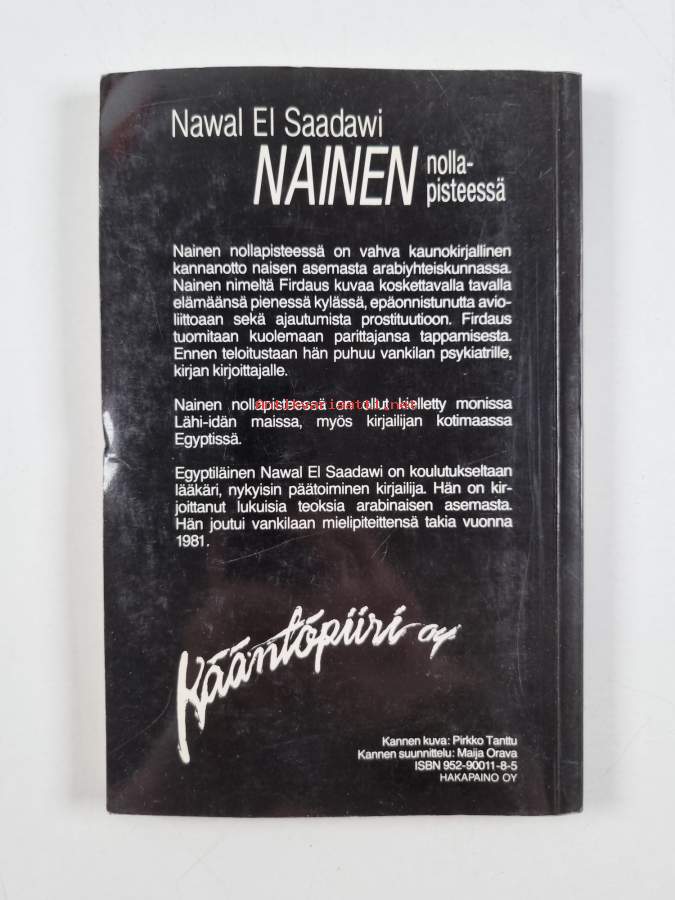 Nawal El Saadawi
NAINEN nolla-
pisteessä
Nainen nollapisteessä on vahva kaunokirjallinen
kannanotto naisen asemasta arabiyhteiskunnassa.
Nainen nimeltä Firdaus kuvaa koskettavalla tavalla
elämäänsä pienessä kylässä, epäonnistunutta avio-
liittoaan sekä ajautumista prostituutioon. Firdaus
tuomitaan kuolemaan parittajansa tappamisesta.
Ennen teloitustaan hän puhuu vankilan psykiatrille,
kirjan kirjoittajalle.
Nainen nollapisteessä on ollut kielletty monissa
Lähi-idän maissa, myös kirjailijan kotimaassa
Egyptissä.
Egyptiläinen Nawal El Saadawi on koulutukseltaan
lääkäri, nykyisin päätoiminen kirjailija. Hän on kir-
joittanut lukuisia teoksia arabinaisen asemasta.
Hän joutui vankilaan mielipiteittensä takia vuonna
1981.
Kääntöpiiri oy
Kannen kuva: Pirkko Tanttu
Kannen suunnittelu: Maija Orava
ISBN 952-90011-8-5
HAKAPAINO OY